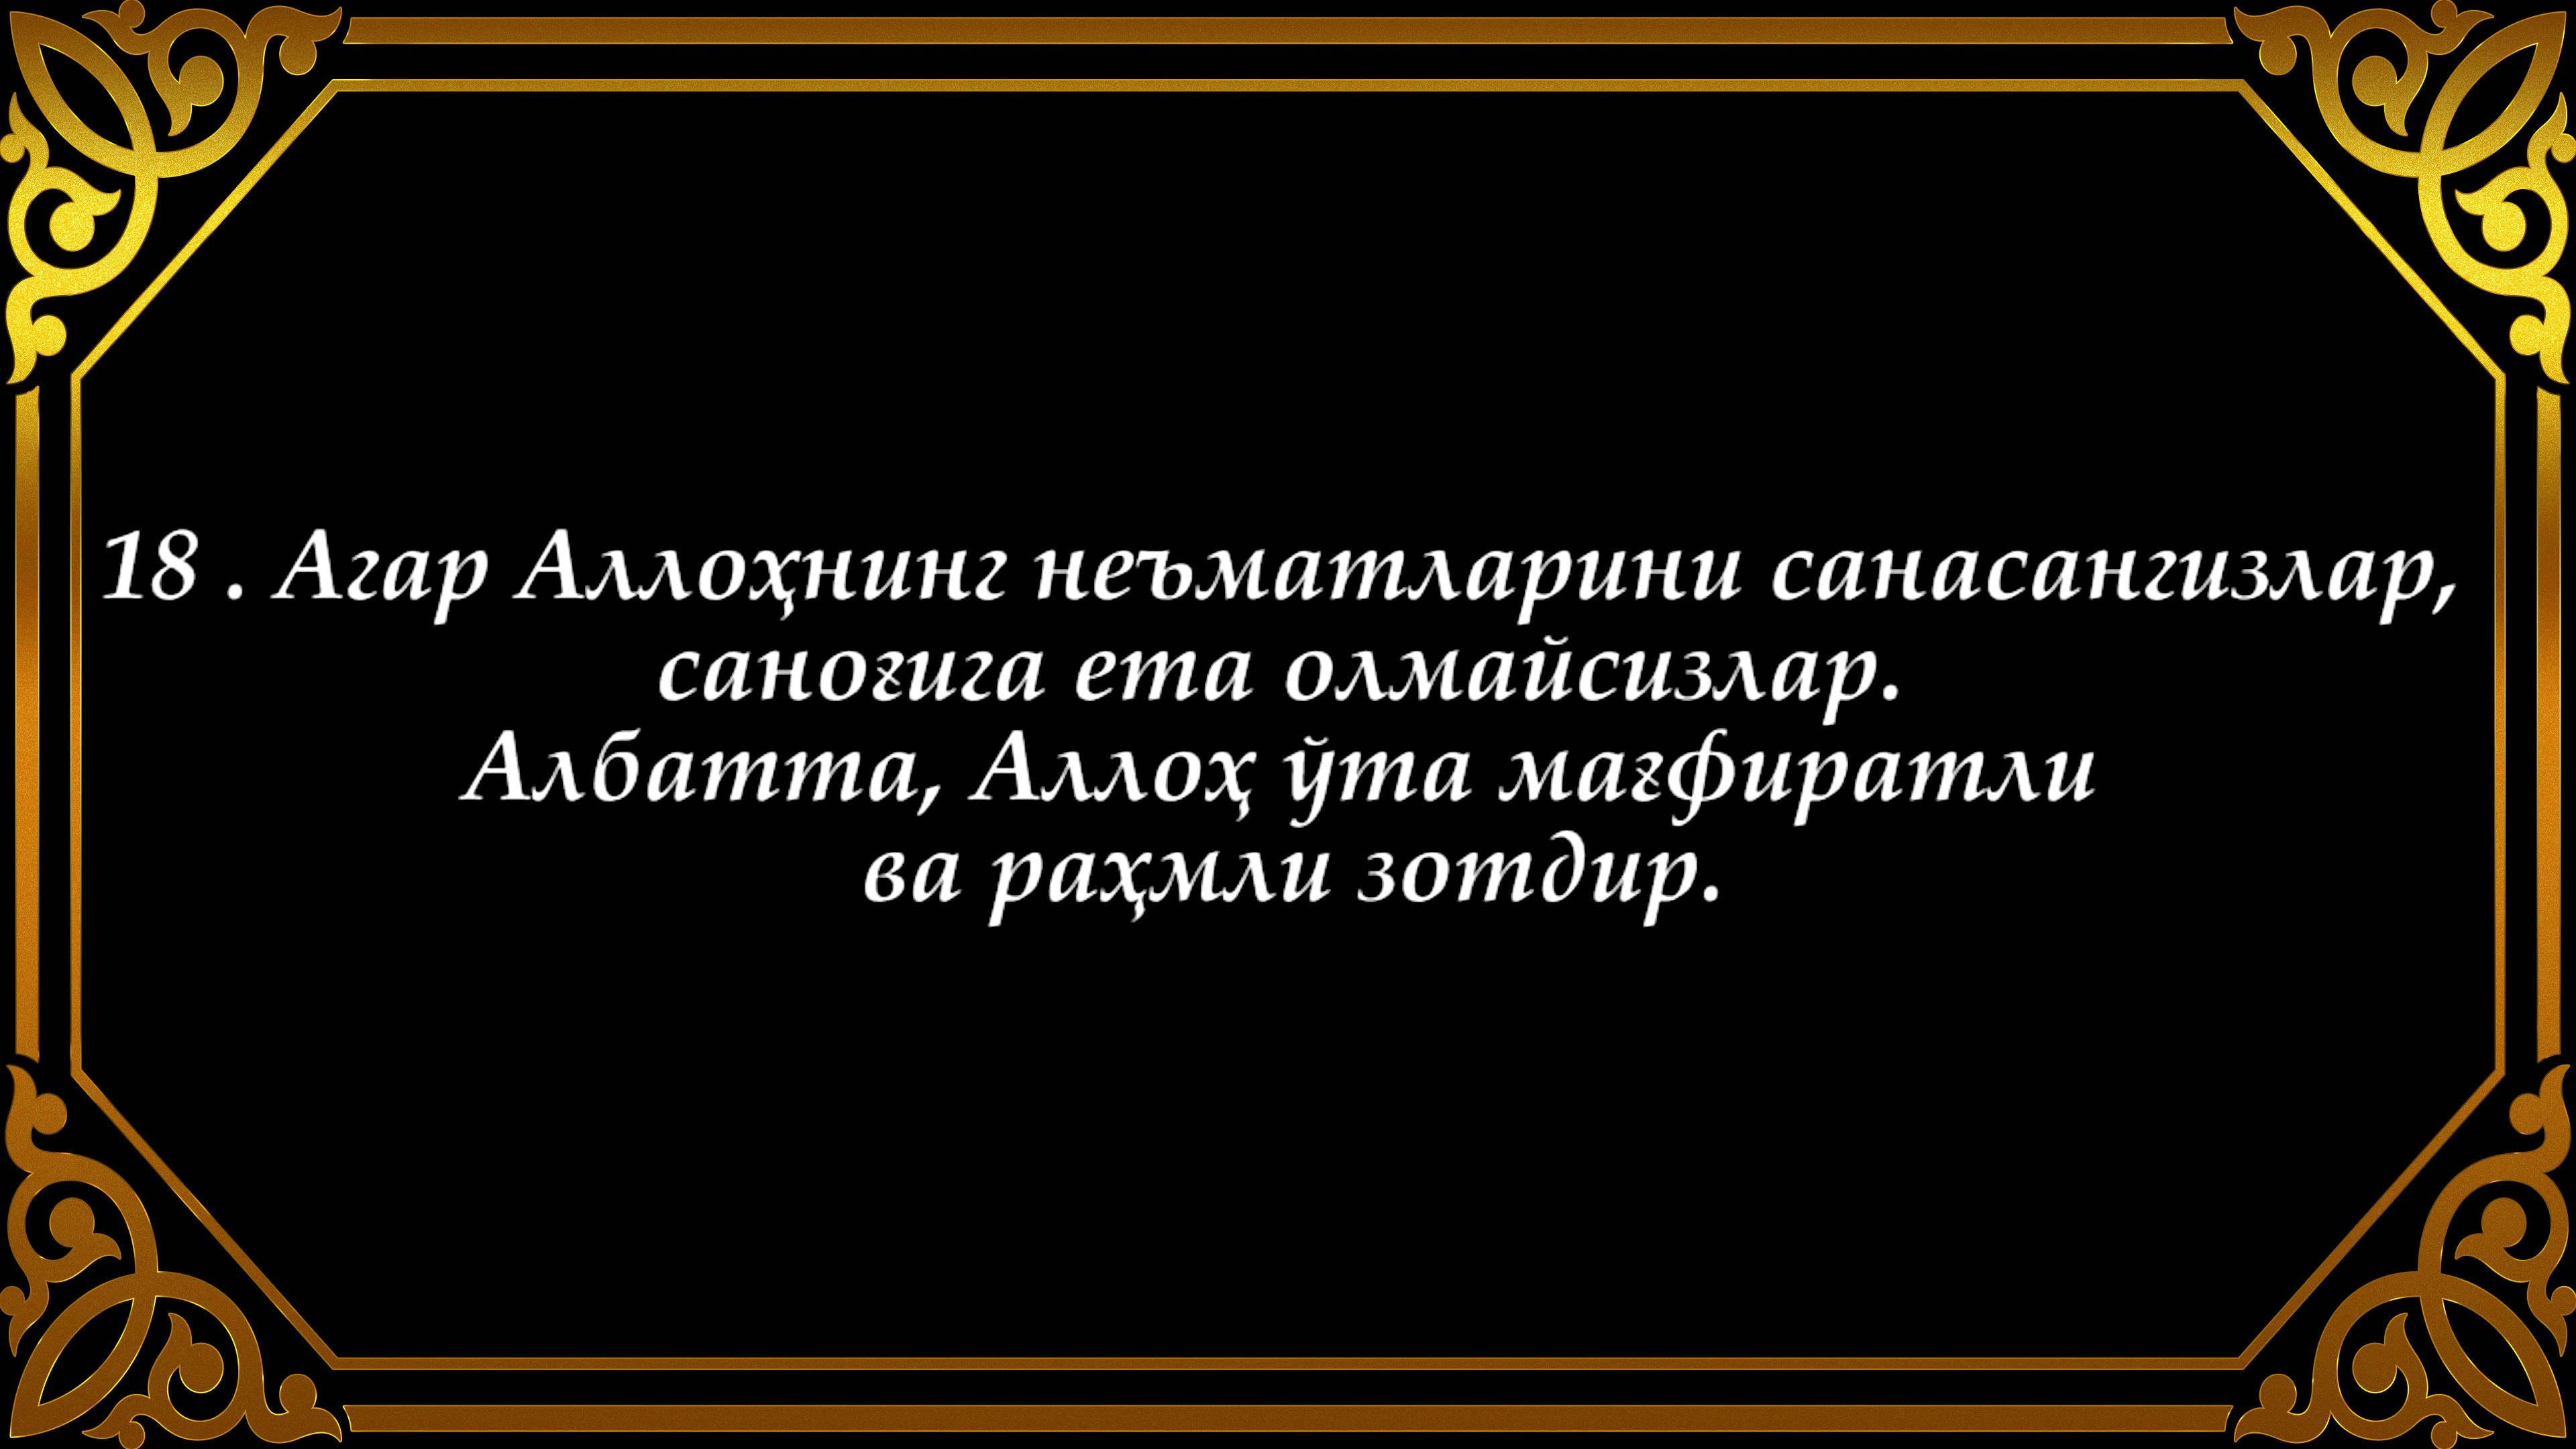 18 . Агар Аллоҳнинг неъматларини санасангизлар,
саноғига ета олмайсизлар.
Албатта, Аллоҳ ўта мағфиратли
ва раҳмли зотдир.